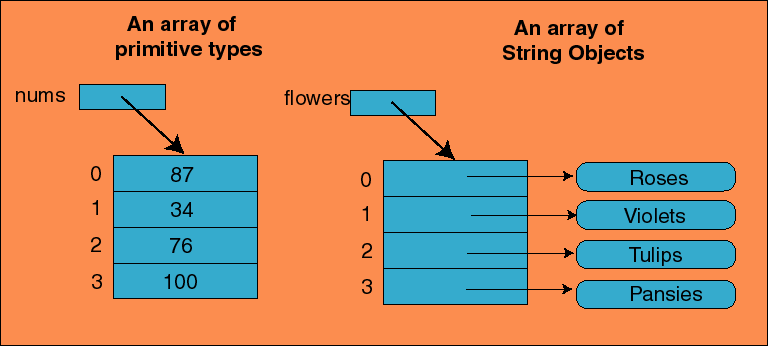 An array of
primitive types
nums
0 87
1 34
2 76
3 100
An array of
String Objects
flowers
0 Roses
1 Violets
2 Tulips
3 Pansies